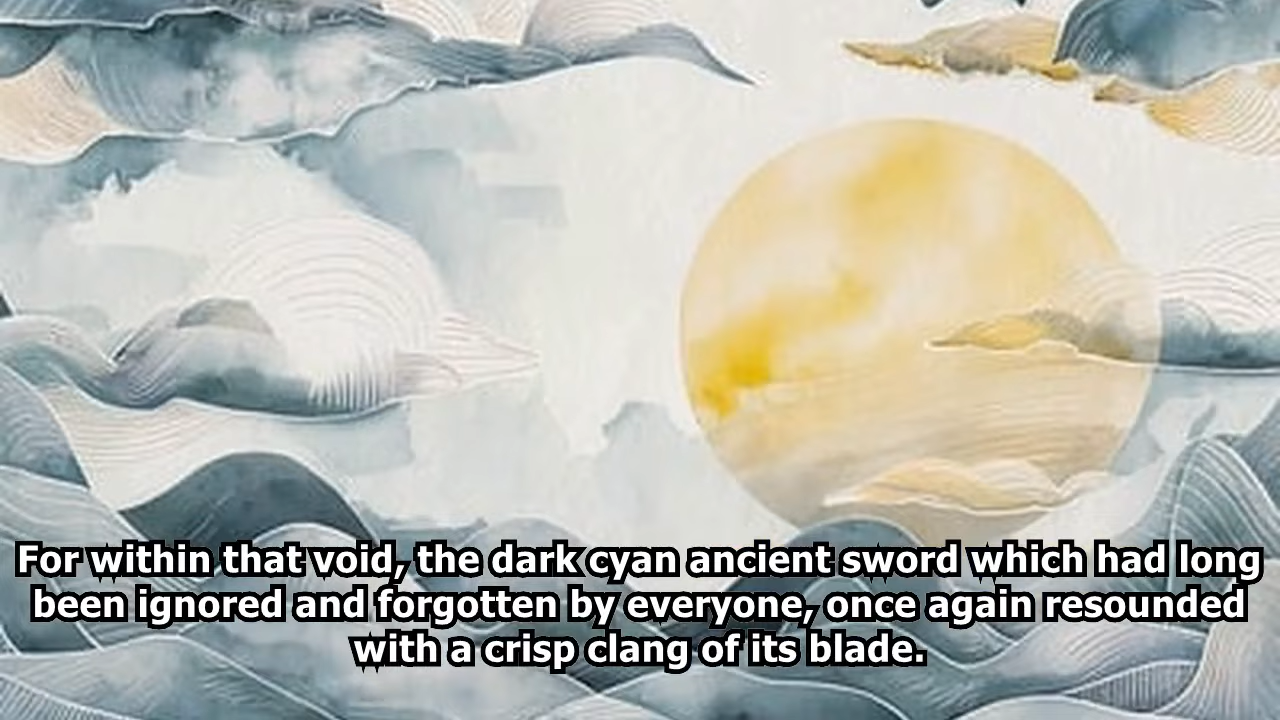 For within that void, the dark cyan ancient sword which had long
been ignored and forgotten by everyone, once again resounded
with a crisp clang of its blade.